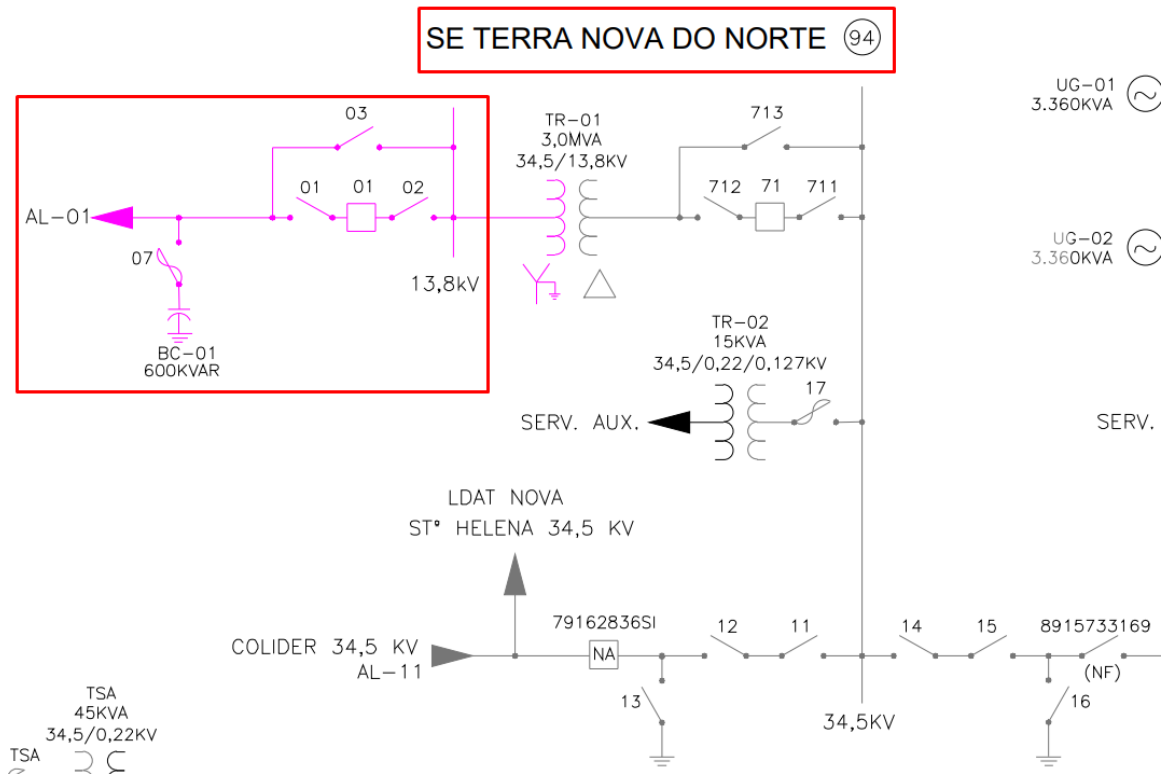 SE TERRA NOVA DO NORTE 94
UG-01
3.360KVA
03
TR-01
3,0MVA
34,5/13,8KV
713
01
01
02
712
71
711
AL-01
UG-02
3.360KVA
07
13,8kV
BC-01
600KVAR
TR-02
15KVA
34,5/0,22/0,127KV
17
SERV. AUX.
SERV.
LDAT NOVA
STº HELENA 34,5 KV
79162836SI
12
11
14
15
8915733169
COLIDER 34,5 KV
AL-11
NA
(NF)
13
16
34,5KV
TSA
45KVA
34,5/0,22KV
TSA